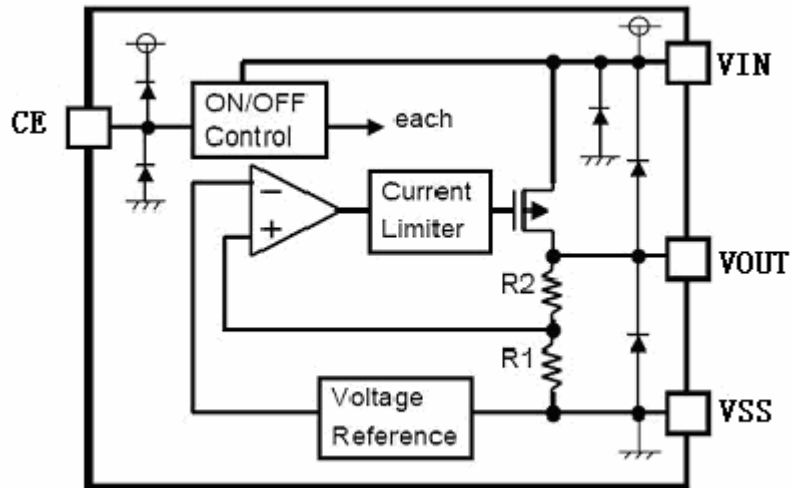 VIN
CE
ON/OFF
Control
each
−
+
Current
Limiter
VOUT
R2
R1
Voltage
Reference
VSS